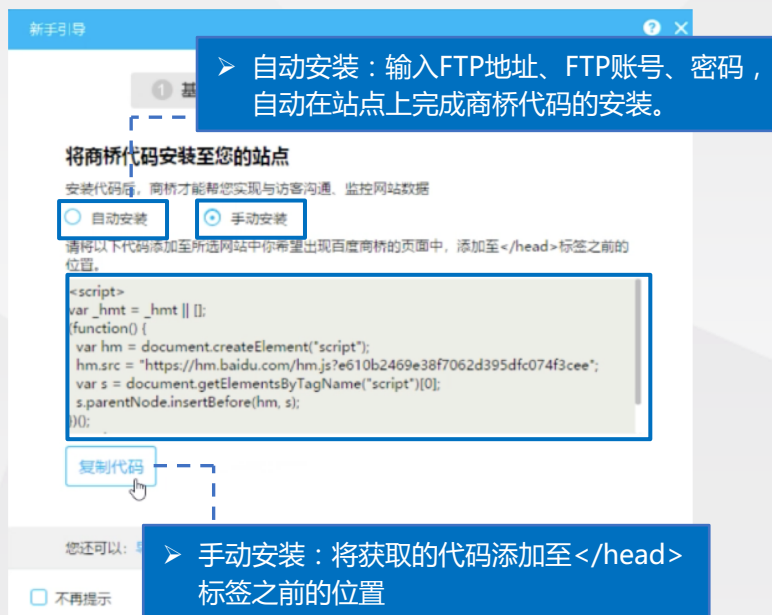 新手引导
➢ 自动安装：输入FTP地址、FTP账号、密码，
自动在站点上完成商桥代码的安装。
1 基
将商桥代码安装至您的站点
安装代码后，商桥才能帮您实现与访客沟通、监控网站数据
自动安装 手动安装
请将以下代码添加至所选网站中你希望出现百度商桥的页面中，添加至</head>标签之前的
位置。
<script>
var _hmt = _hmt || [];
(function() {
var hm = document.createElement("script");
hm.src = "https://hm.baidu.com/hm.js?e610b2469e38f7062d395dfc074f3cee";
var s = document.getElementsByTagName("script")[0];
s.parentNode.insertBefore(hm, s);
})();
复制代码
您还可以：
➢ 手动安装：将获取的代码添加至</head>
标签之前的位置
不再提示